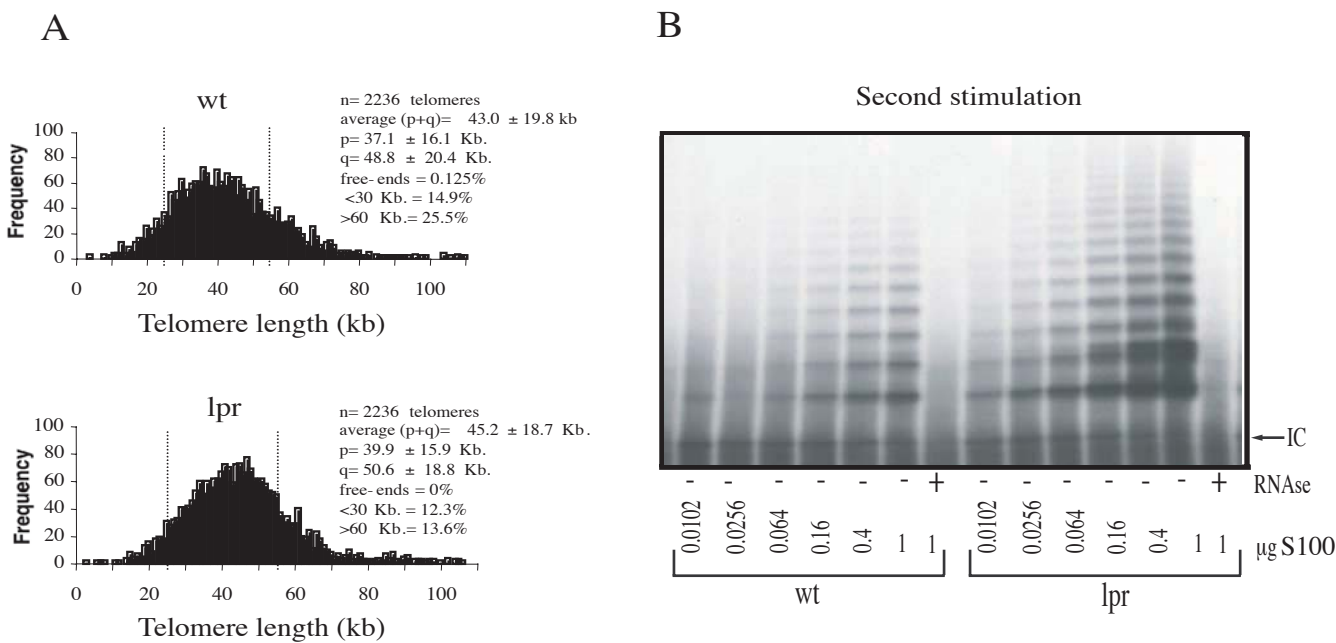 A
wt
n= 2236 telomeres
average (p+q)= 43.0 ± 19.8 kb
p= 37.1 ± 16.1 Kb.
q= 48.8 ± 20.4 Kb.
free- ends = 0.125%
<30 Kb. = 14.9%
>60 Kb.= 25.5%
Frequency
100
80
60
40
20
0
0 20 40 60 80 100
Telomere length (kb)
lpr
n= 2236 telomeres
average (p+q)= 45.2 ± 18.7 Kb.
p= 39.9 ± 15.9 Kb.
q= 50.6 ± 18.8 Kb.
free- ends = 0%
<30 Kb. = 12.3%
>60 Kb.= 13.6%
Frequency
100
80
60
40
20
0
0 20 40 60 80 100
Telomere length (kb)
B
Second stimulation
IC
- - - - - - + - - - - - - + RNAse
0.0102 0.0256 0.064 0.16 0.4 1 1 0.0102 0.0256 0.064 0.16 0.4 1 1 µg S100
wt lpr